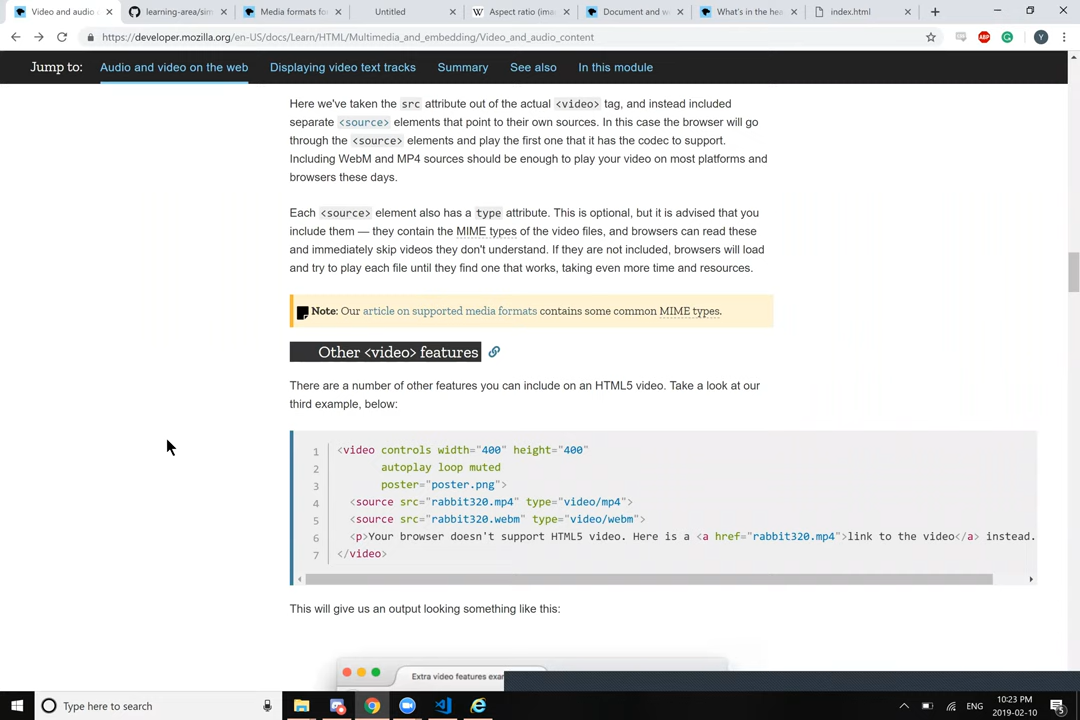 Video and audio
learning-area/sim
Media formats fo
Untitled
Aspect ratio (ima
Document and w
What's in the hea
index.html
https://developer.mozilla.org/en-US/docs/Learn/HTML/Multimedia_and_embedding/Video_and_audio_content
ABP
Y
Jump to: Audio and video on the web Displaying video text tracks Summary See also In this module
Here we've taken the src attribute out of the actual <video> tag, and instead included
separate <source> elements that point to their own sources. In this case the browser will go
through the <source> elements and play the first one that it has the codec to support.
Including WebM and MP4 sources should be enough to play your video on most platforms and
browsers these days.
Each <source> element also has a type attribute. This is optional, but it is advised that you
include them — they contain the MIME types of the video files, and browsers can read these
and immediately skip videos they don't understand. If they are not included, browsers will load
and try to play each file until they find one that works, taking even more time and resources.
Note: Our article on supported media formats contains some common MIME types.
Other <video> features
There are a number of other features you can include on an HTML5 video. Take a look at our
third example, below:
1 <video controls width="400" height="400"
2 autoplay loop muted
3 poster="poster.png">
4 <source src="rabbit320.mp4" type="video/mp4">
5 <source src="rabbit320.webm" type="video/webm">
6 <p>Your browser doesn't support HTML5 video. Here is a <a href="rabbit320.mp4">link to the video</a> instead.
7 </video>
This will give us an output looking something like this:
Extra video features exa
Type here to search
ENG
10:23 PM
2019-02-10
5